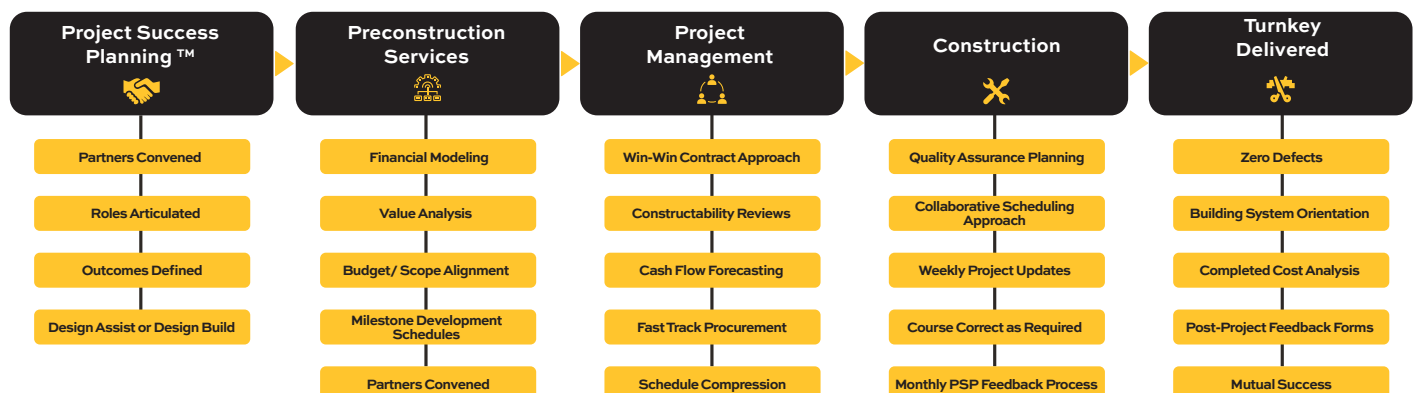 Project Success
Planning ™
Preconstruction
Services
Project
Management
Construction
Turnkey
Delivered
Partners Convened
Roles Articulated
Outcomes Defined
Design Assist or Design Build
Financial Modeling
Value Analysis
Budget/ Scope Alignment
Milestone Development
Schedules
Partners Convened
Win-Win Contract Approach
Constructability Reviews
Cash Flow Forecasting
Fast Track Procurement
Schedule Compression
Quality Assurance Planning
Collaborative Scheduling
Approach
Weekly Project Updates
Course Correct as Required
Monthly PSP Feedback Process
Zero Defects
Building System Orientation
Completed Cost Analysis
Post-Project Feedback Forms
Mutual Success